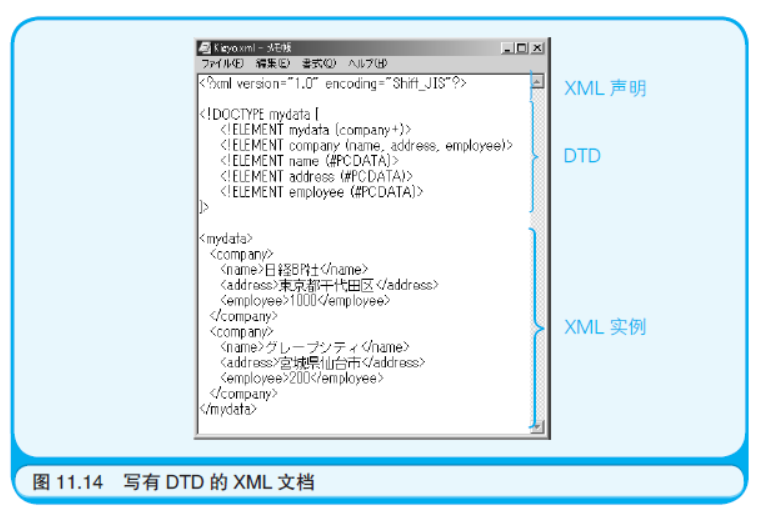 Kigyo.xml - メモ帳
ファイル(F) 編集(E) 書式(O) ヘルプ(H)
<?xml version="1.0" encoding="Shift_JIS"?>
XML 声明
<!DOCTYPE mydata [
<!ELEMENT mydata (company+)>
<!ELEMENT company (name, address, employee)>
<!ELEMENT name (#PCDATA)>
<!ELEMENT address (#PCDATA)>
<!ELEMENT employee (#PCDATA)>
]>
DTD
<mydata>
<company>
<name>日経BP社</name>
<address>東京都千代田区</address>
<employee>1000</employee>
</company>
<company>
<name>グレープシティ</name>
<address>宮城県仙台市</address>
<employee>200</employee>
</company>
</mydata>
XML 实例
图 11.14 写有 DTD 的 XML 文档